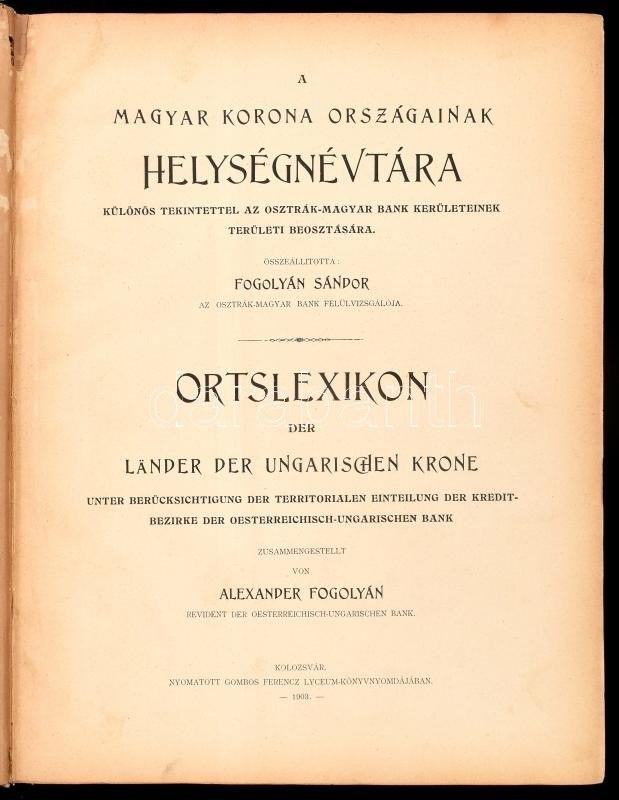 A
MAGYAR KORONA ORSZÁGAINAK
HELYSÉGNÉVTÁRA
KÜLÖNÖS TEKINTETTEL AZ OSZTRÁK-MAGYAR BANK KERÜLETEINEK
TERÜLETI BEOSZTÁSÁRA.
ÖSSZEÁLLITOTTA:
FOGOLYÁN SÁNDOR
AZ OSZTRÁK-MAGYAR BANK FELÜLVIZSGÁLÓJA.
ORTSLEXIKON
darabanth
DER
LÄNDER DER UNGARISCHEN KRONE
UNTER BERÜCKSICHTIGUNG DER TERRITORIALEN EINTEILUNG DER KREDIT-
BEZIRKE DER OESTERREICHISCH-UNGARISCHEN BANK
ZUSAMMENGESTELLT
VON
ALEXANDER FOGOLYÁN
REVIDENT DER OESTERREICHISCH-UNGARISCHEN BANK.
KOLOZSVÁR.
NYOMATOTT GOMBOS FERENCZ LYCEUM-KÖNYVNYOMDÁJÁBAN.
— 1903. —